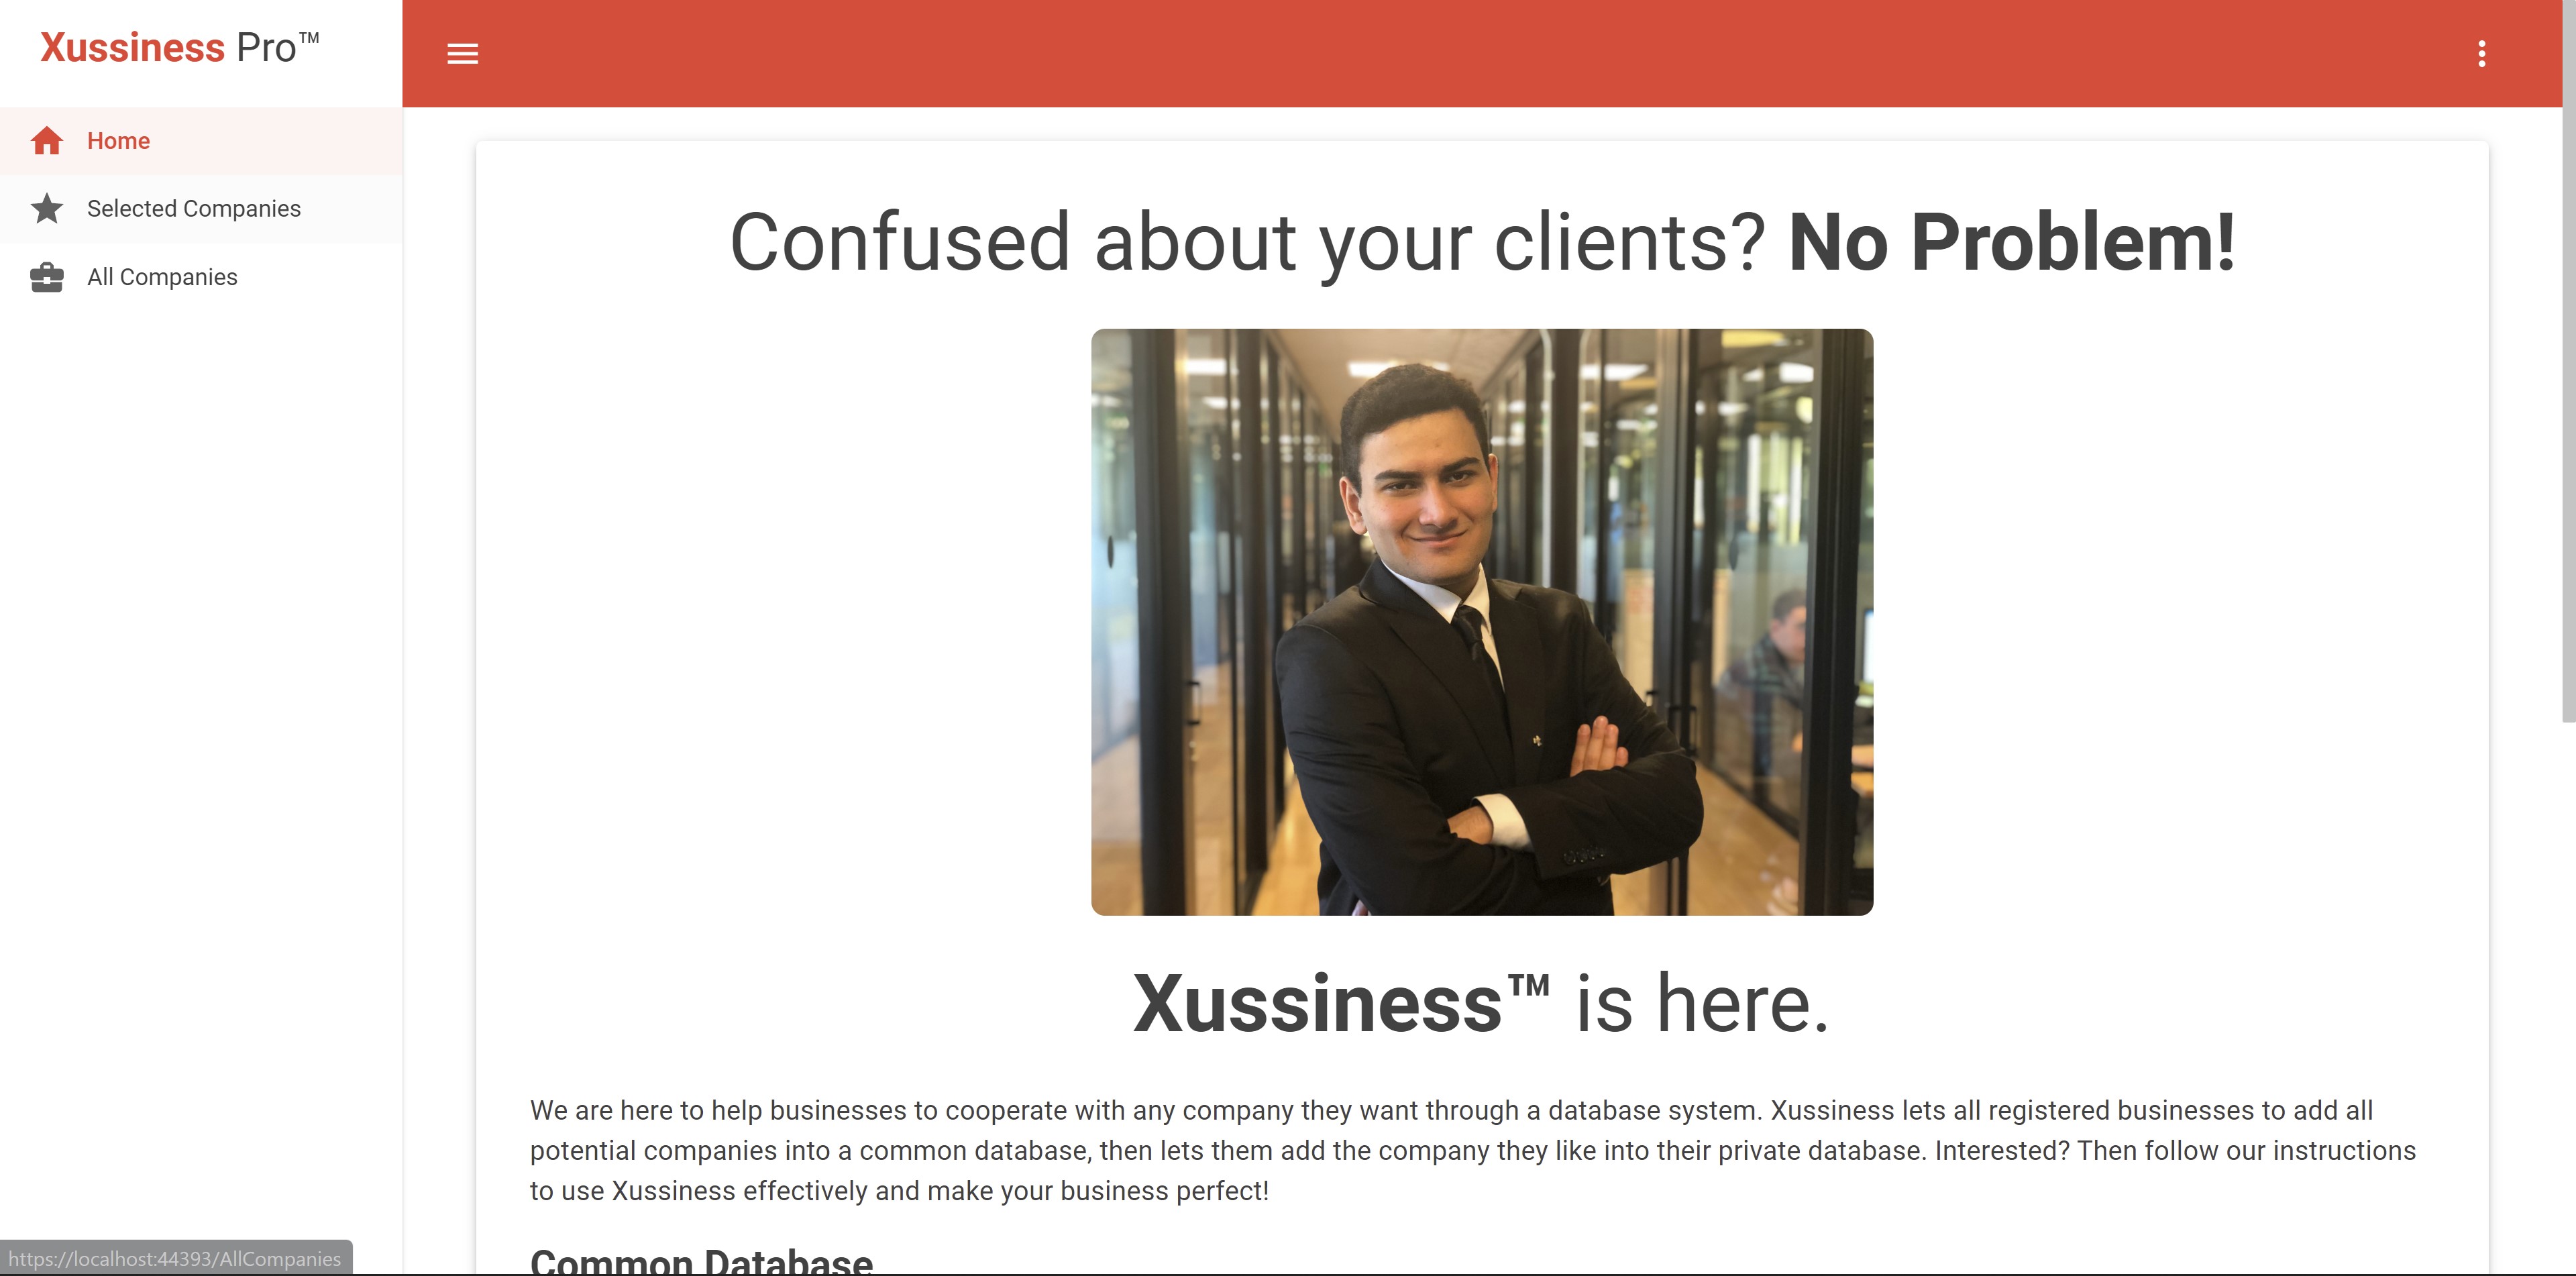 Xussiness Pro™
Home
Selected Companies
All Companies
Confused about your clients? No Problem!
Xussiness™ is here.
We are here to help businesses to cooperate with any company they want through a database system. Xussiness lets all registered businesses to add all
potential companies into a common database, then lets them add the company they like into their private database. Interested? Then follow our instructions
to use Xussiness effectively and make your business perfect!
Common Database
https://localhost:44393/AllCompanies